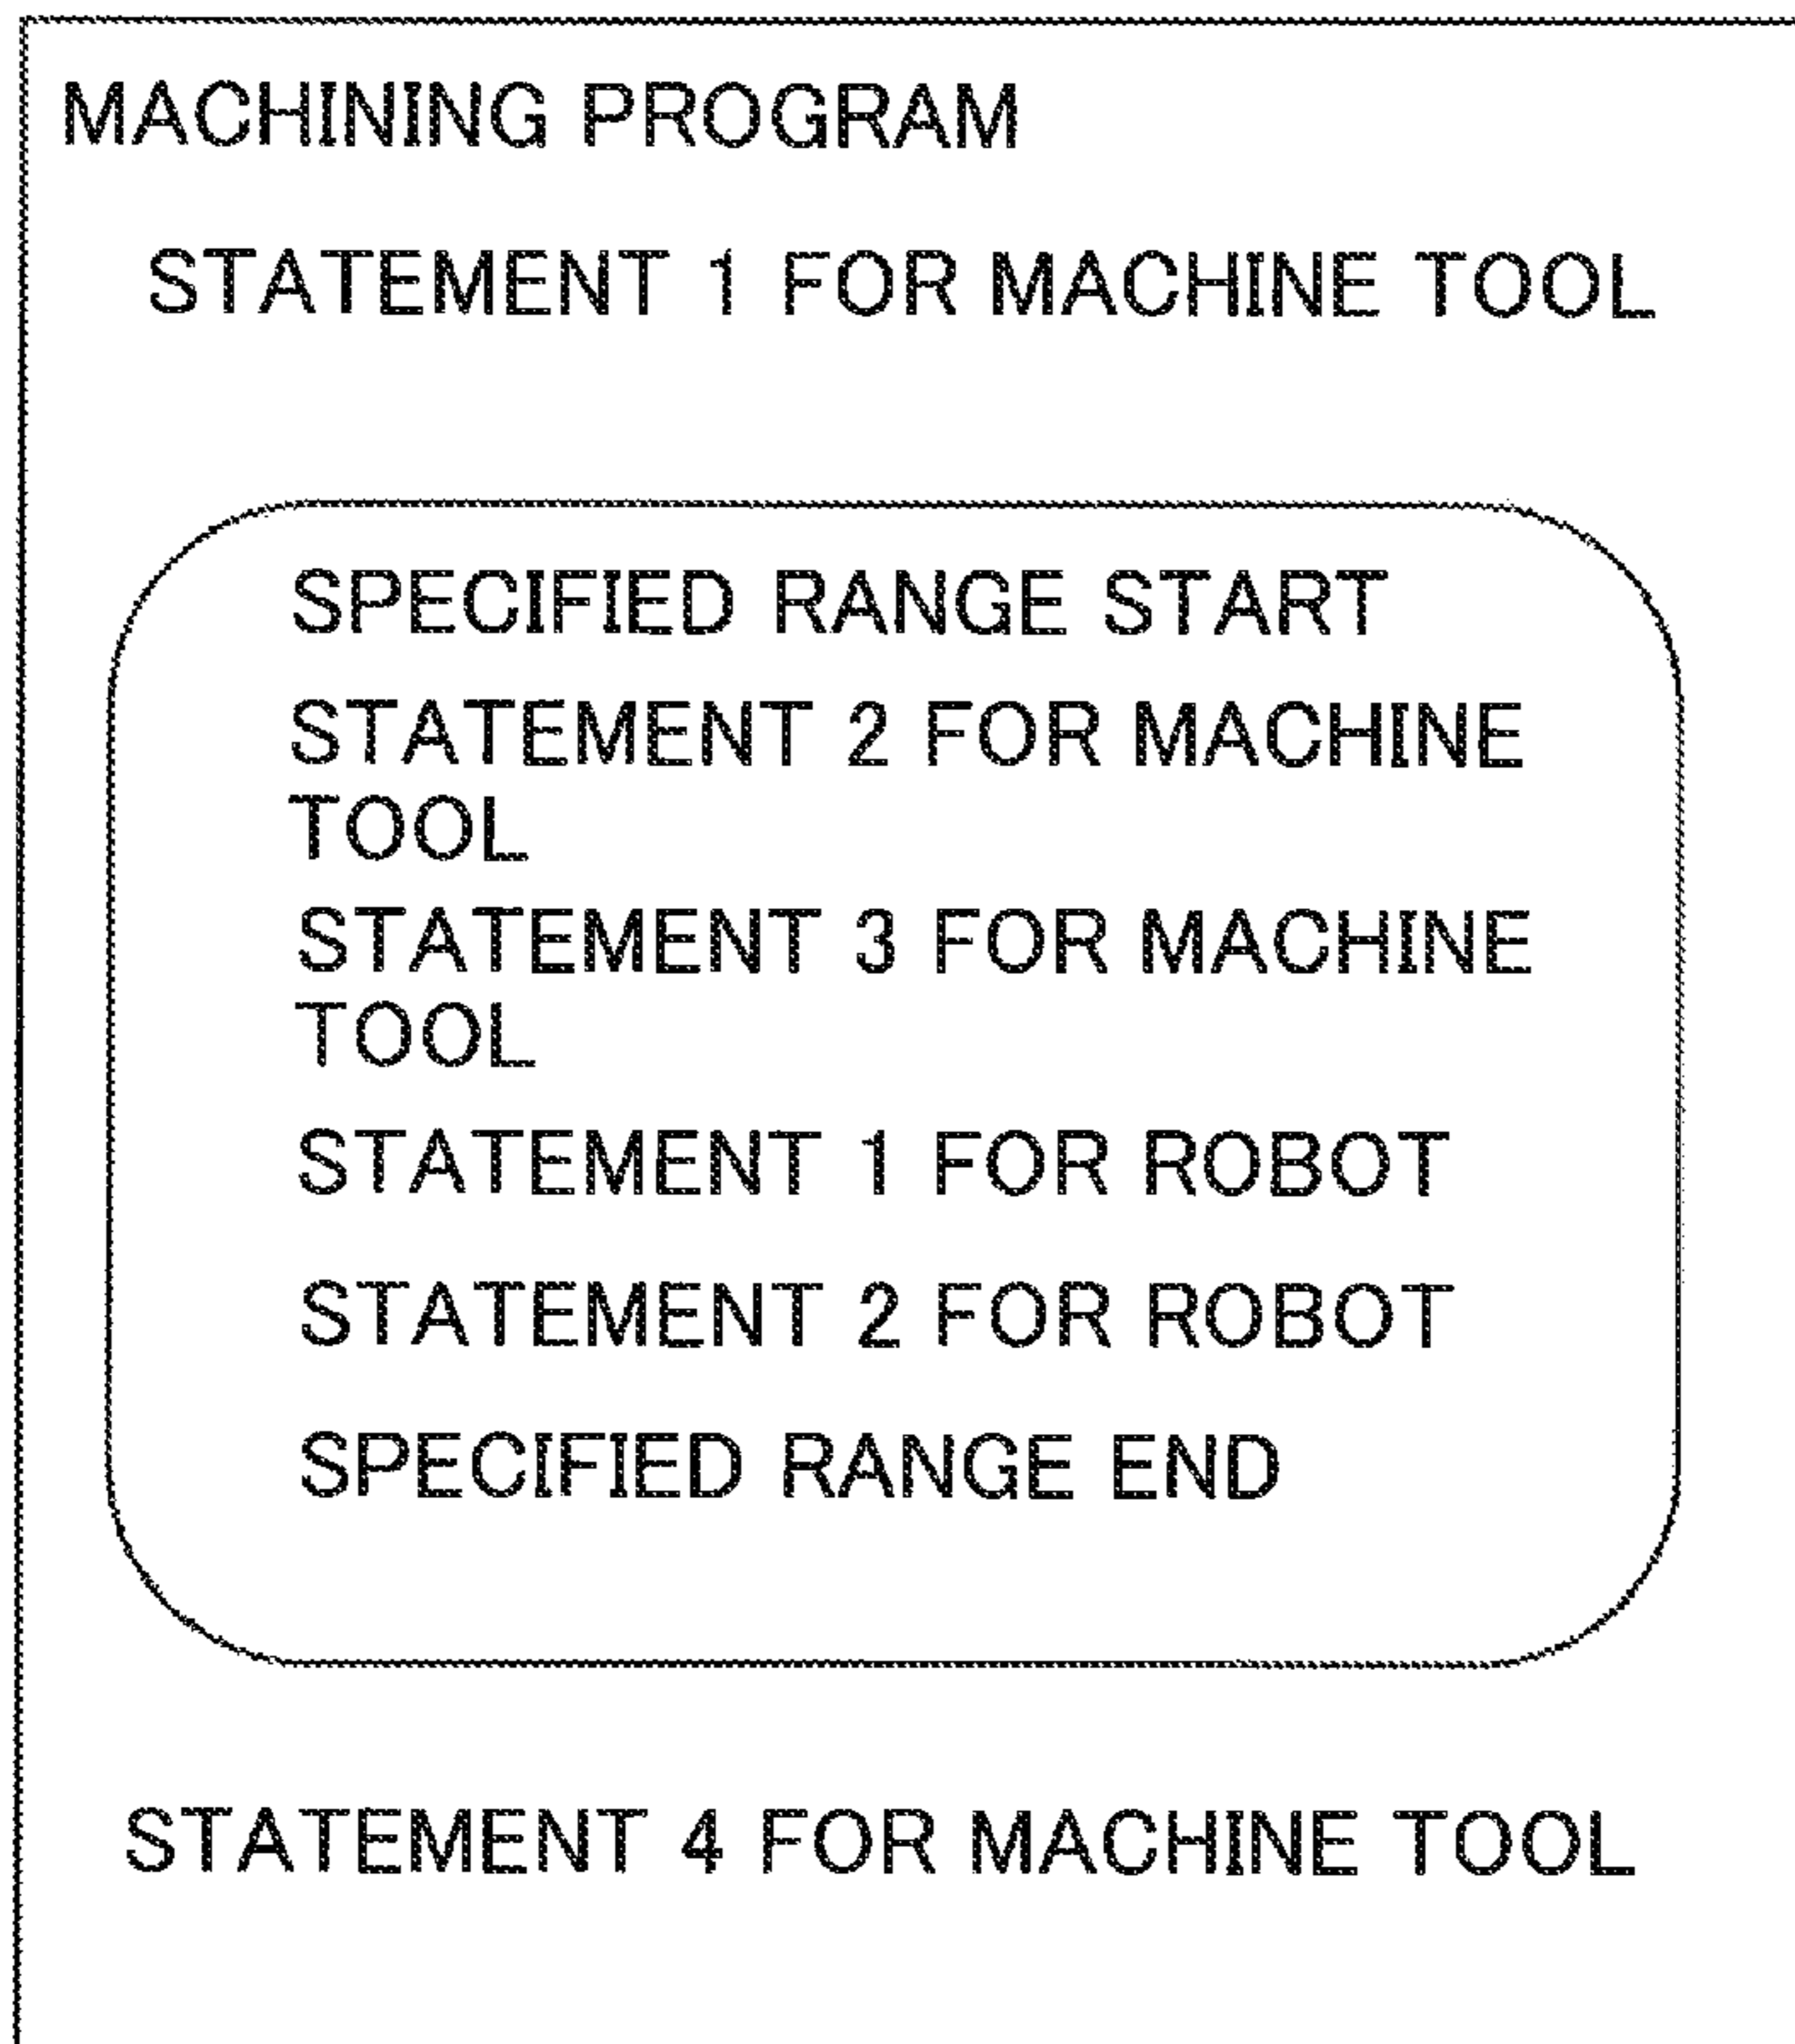 MACHINING PROGRAM
STATEMENT 1 FOR MACHINE TOOL
SPECIFIED RANGE START
STATEMENT 2 FOR MACHINE
TOOL
STATEMENT 3 FOR MACHINE
TOOL
STATEMENT 1 FOR ROBOT
STATEMENT 2 FOR ROBOT
SPECIFIED RANGE END
STATEMENT 4 FOR MACHINE TOOL